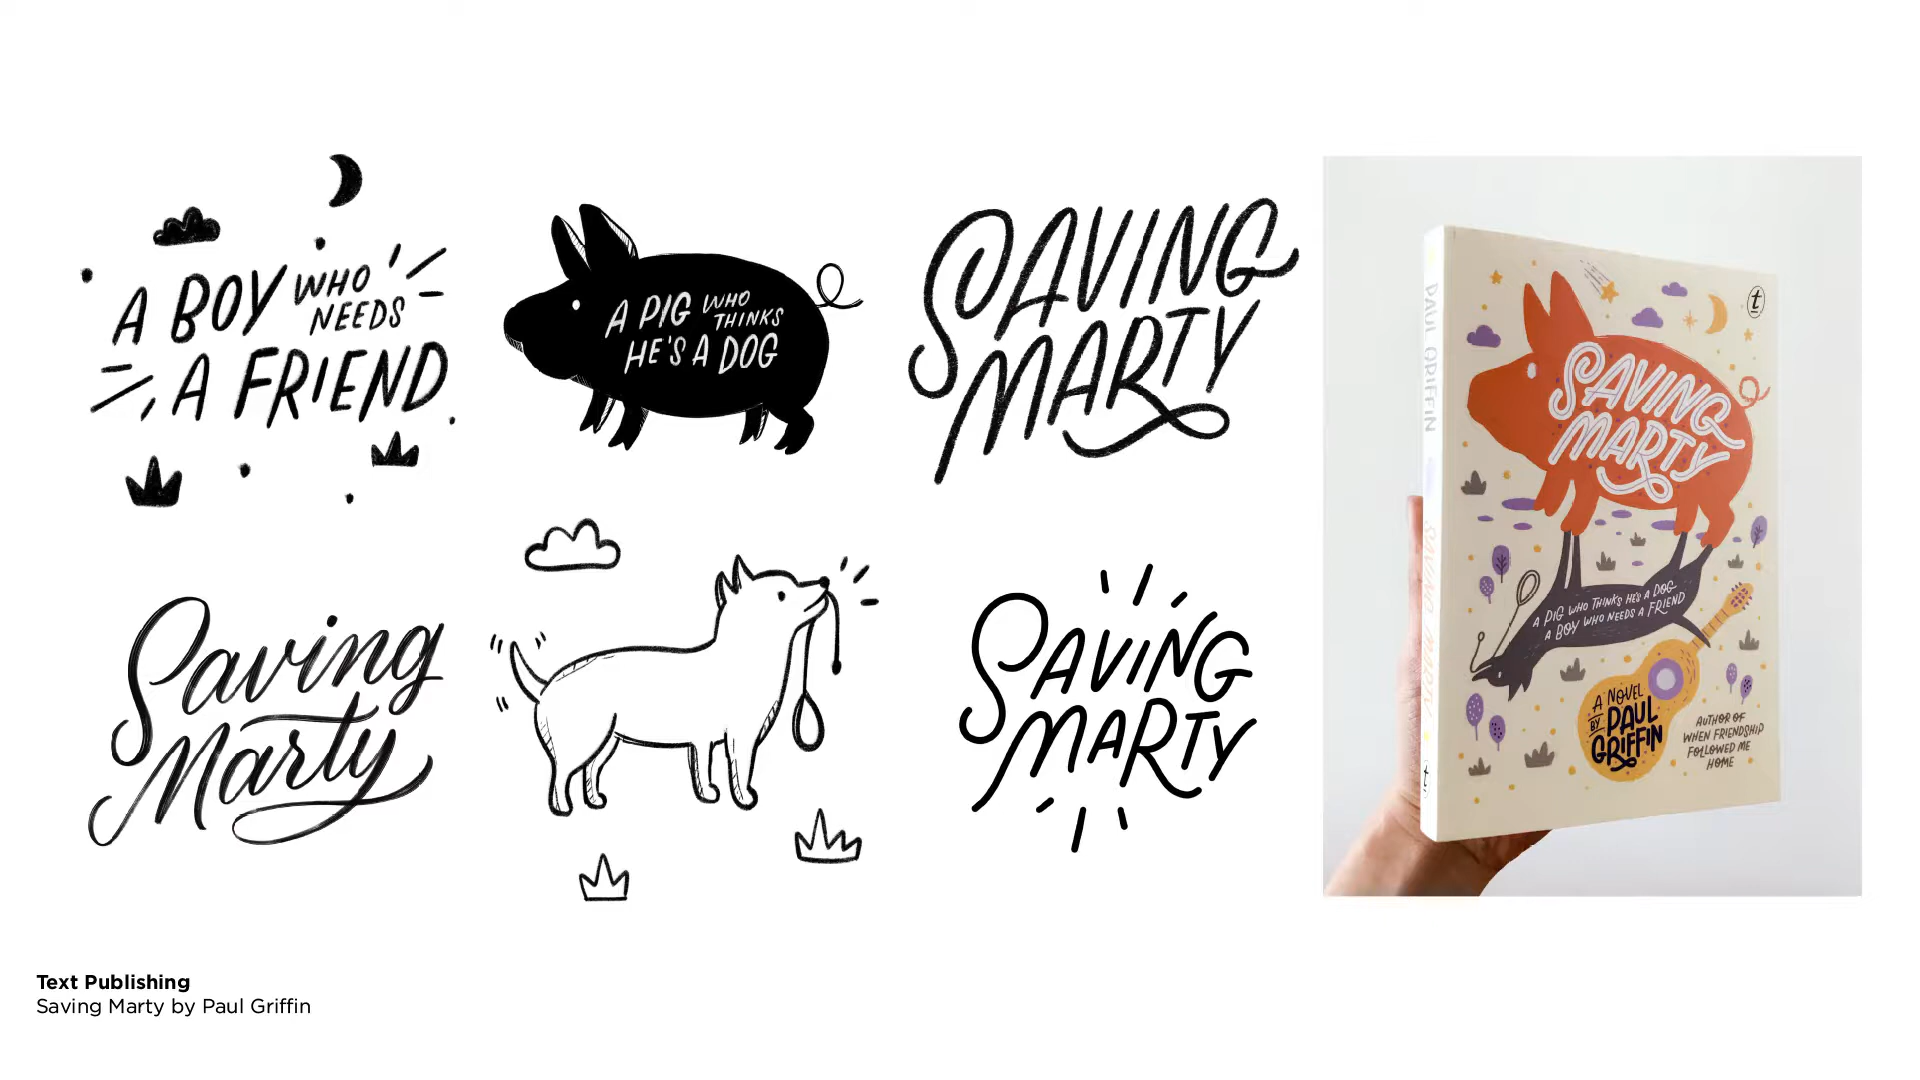 A BOY WHO
NEEDS
A FRIEND
A PIG WHO
THINKS
HE'S A DOG
SAVING
MARTY
Saving
Marty
SAVING
MARTY
PAUL GRIFFIN
SAVING MARTY
t
SAVING
MARTY
A PIG WHO THINKS HE'S A DOG
A BOY WHO NEEDS A FRIEND
A NOVEL
BY PAUL
GRIFFIN
AUTHOR OF
WHEN FRIENDSHIP
FOLLOWED ME
HOME
Text Publishing
Saving Marty by Paul Griffin